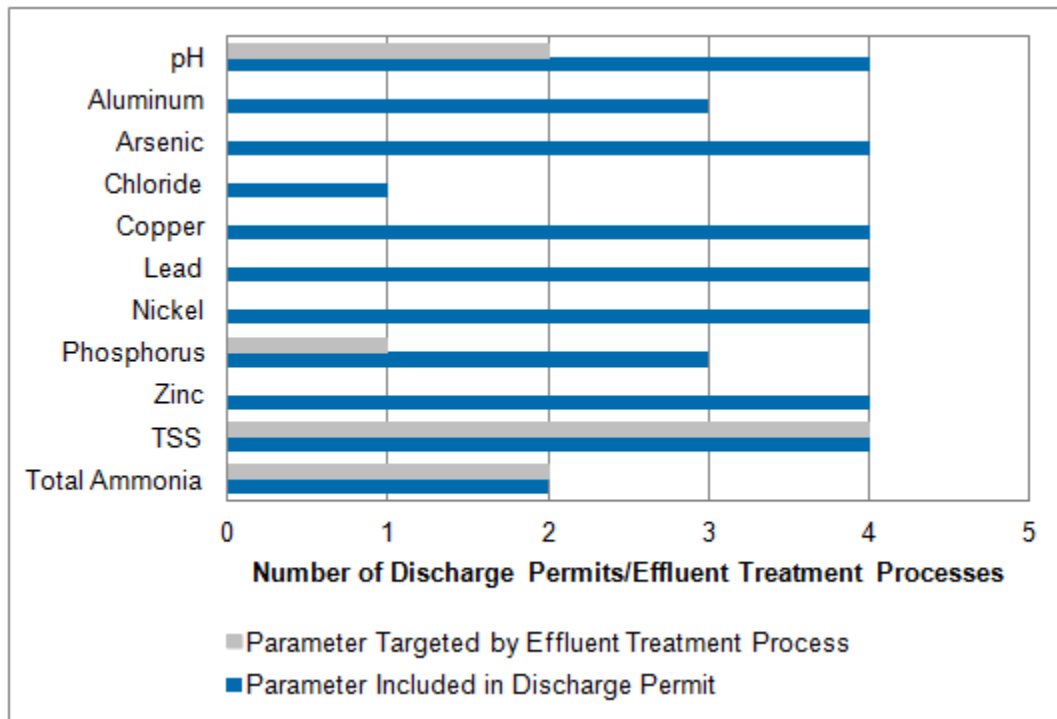 pH
Aluminum
Arsenic
Chloride
Copper
Lead
Nickel
Phosphorus
Zinc
TSS
Total Ammonia
0 1 2 3 4 5
Number of Discharge Permits/Effluent Treatment Processes
Parameter Targeted by Effluent Treatment Process
Parameter Included in Discharge Permit